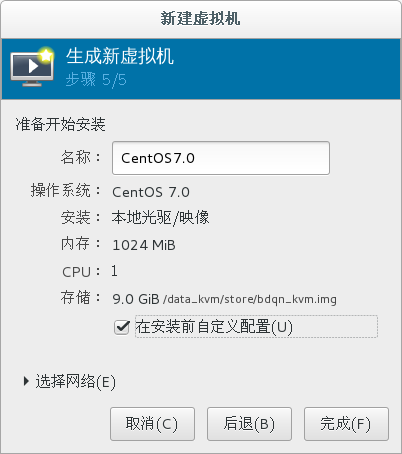 新建虚拟机
生成新虚拟机
步骤 5/5
准备开始安装
名称： CentOS7.0
操作系统： CentOS 7.0
安装： 本地光驱/映像
内存： 1024 MiB
CPU： 1
存储： 9.0 GiB /data_kvm/store/bdqn_kvm.img
在安装前自定义配置(U)
选择网络(E)
取消(C) 后退(B) 完成(F)